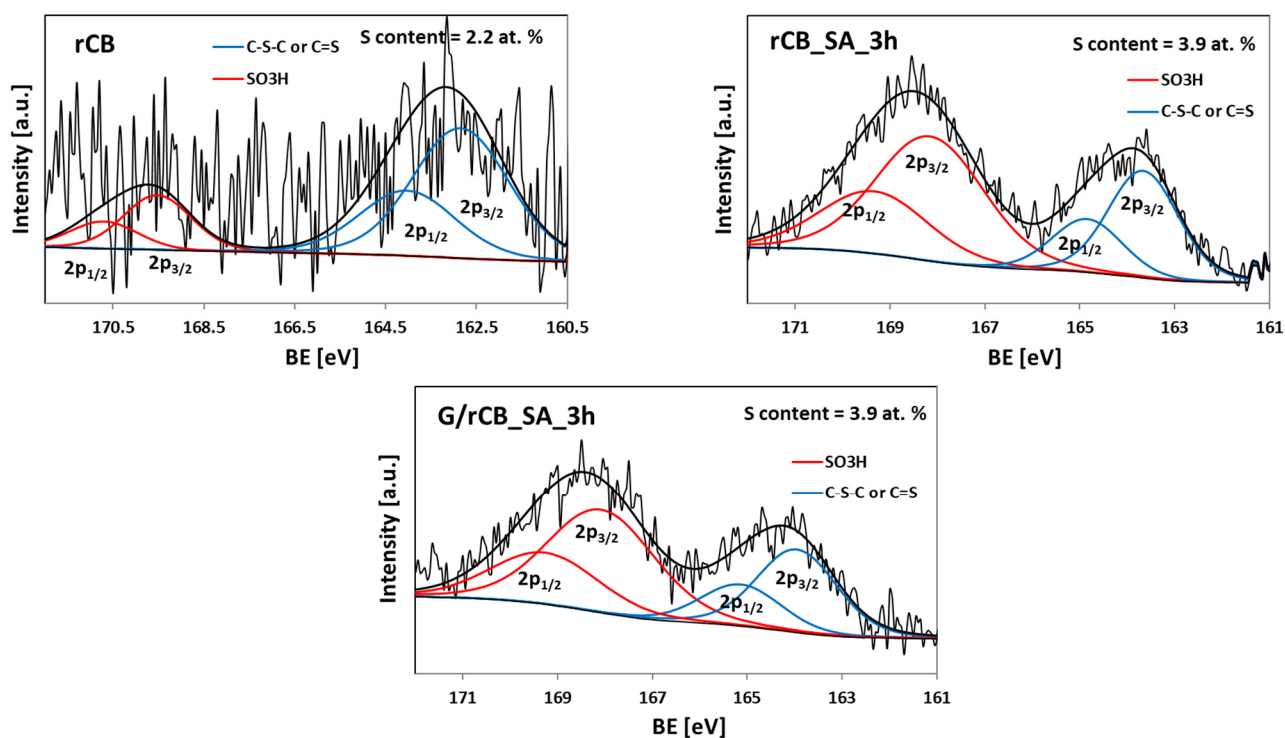 rCB
C-S-C or C=S
SO3H
S content = 2.2 at. %
2p1/2
2p3/2
2p1/2
2p3/2
Intensity [a.u.]
170.5 168.5 166.5 164.5 162.5 160.5
BE [eV]
rCB_SA_3h
S content = 3.9 at. %
SO3H
C-S-C or C=S
2p1/2
2p3/2
2p1/2
2p3/2
Intensity [a.u.]
171 169 167 165 163 161
BE [eV]
G/rCB_SA_3h
S content = 3.9 at. %
SO3H
C-S-C or C=S
2p1/2
2p3/2
2p1/2
2p3/2
Intensity [a.u.]
171 169 167 165 163 161
BE [eV]